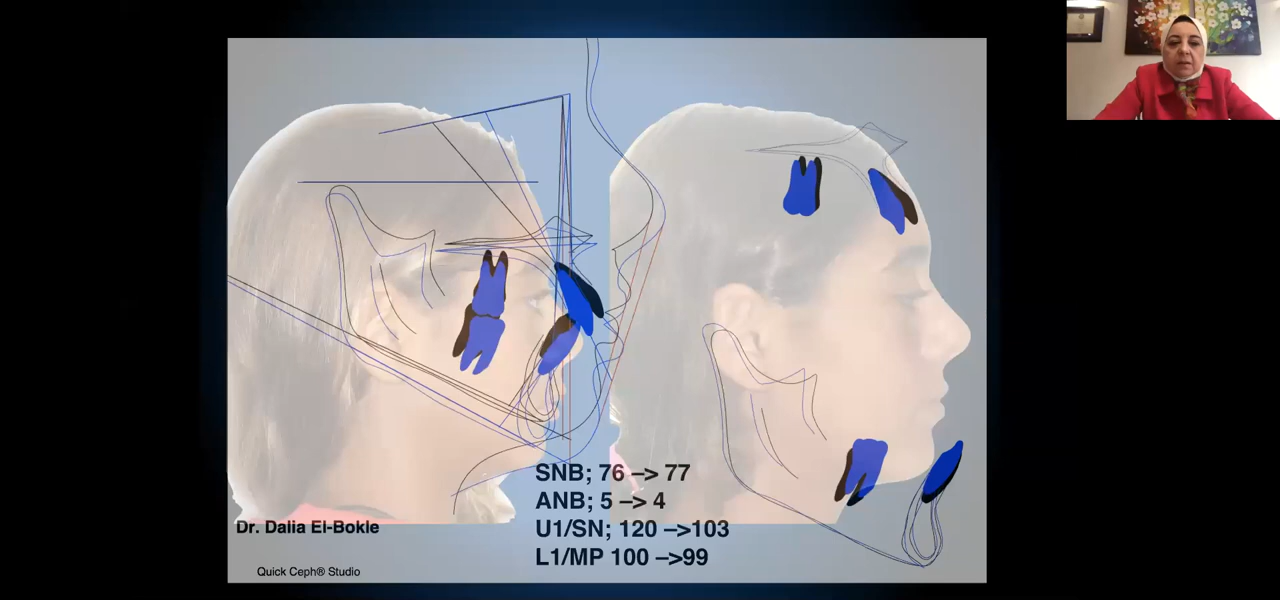 SNB; 76 –> 77
ANB; 5 –> 4
U1/SN; 120 –>103
L1/MP 100 –>99
Dr. Dalia El-Bokle
Quick Ceph® Studio